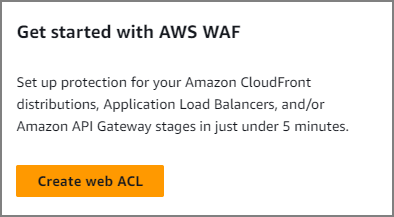 Get started with AWS WAF
Set up protection for your Amazon CloudFront
distributions, Application Load Balancers, and/or
Amazon API Gateway stages in just under 5 minutes.
Create web ACL